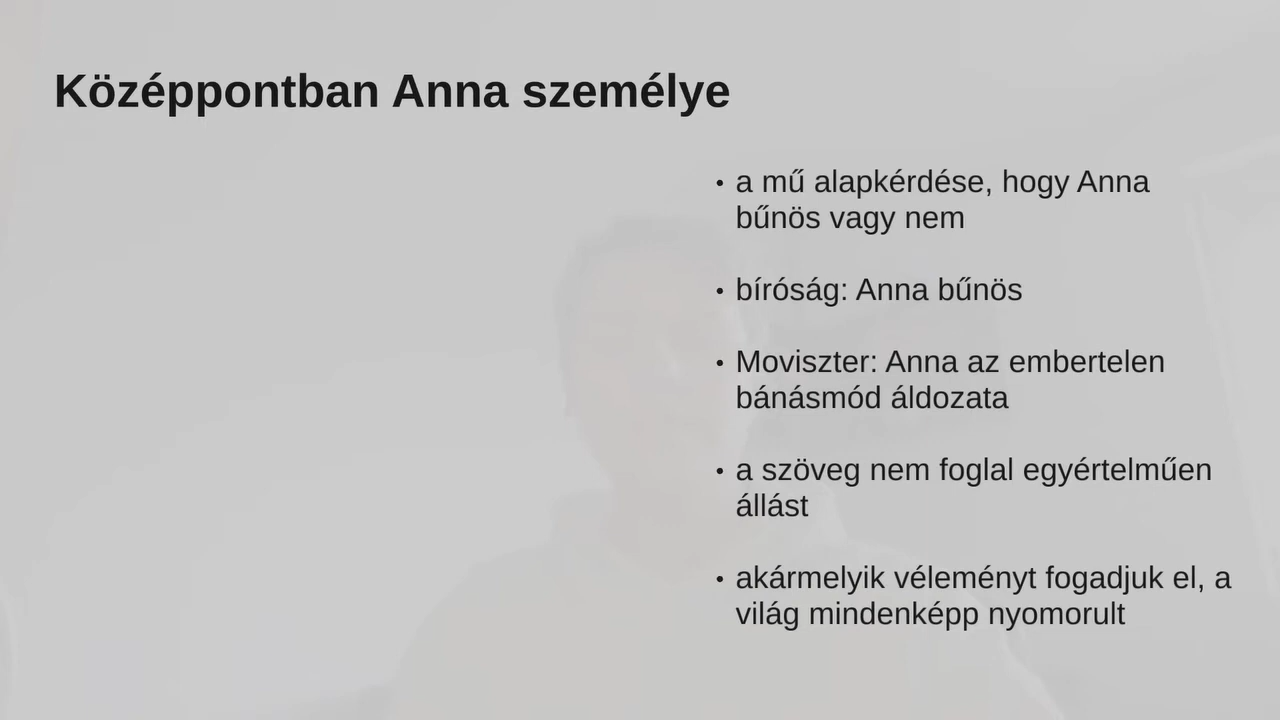 Középpontban Anna személye
• a mű alapkérdése, hogy Anna
bűnös vagy nem
• bíróság: Anna bűnös
• Moviszter: Anna az embertelen
bánásmód áldozata
• a szöveg nem foglal egyértelműen
állást
• akármelyik véleményt fogadjuk el, a
világ mindenképp nyomorult